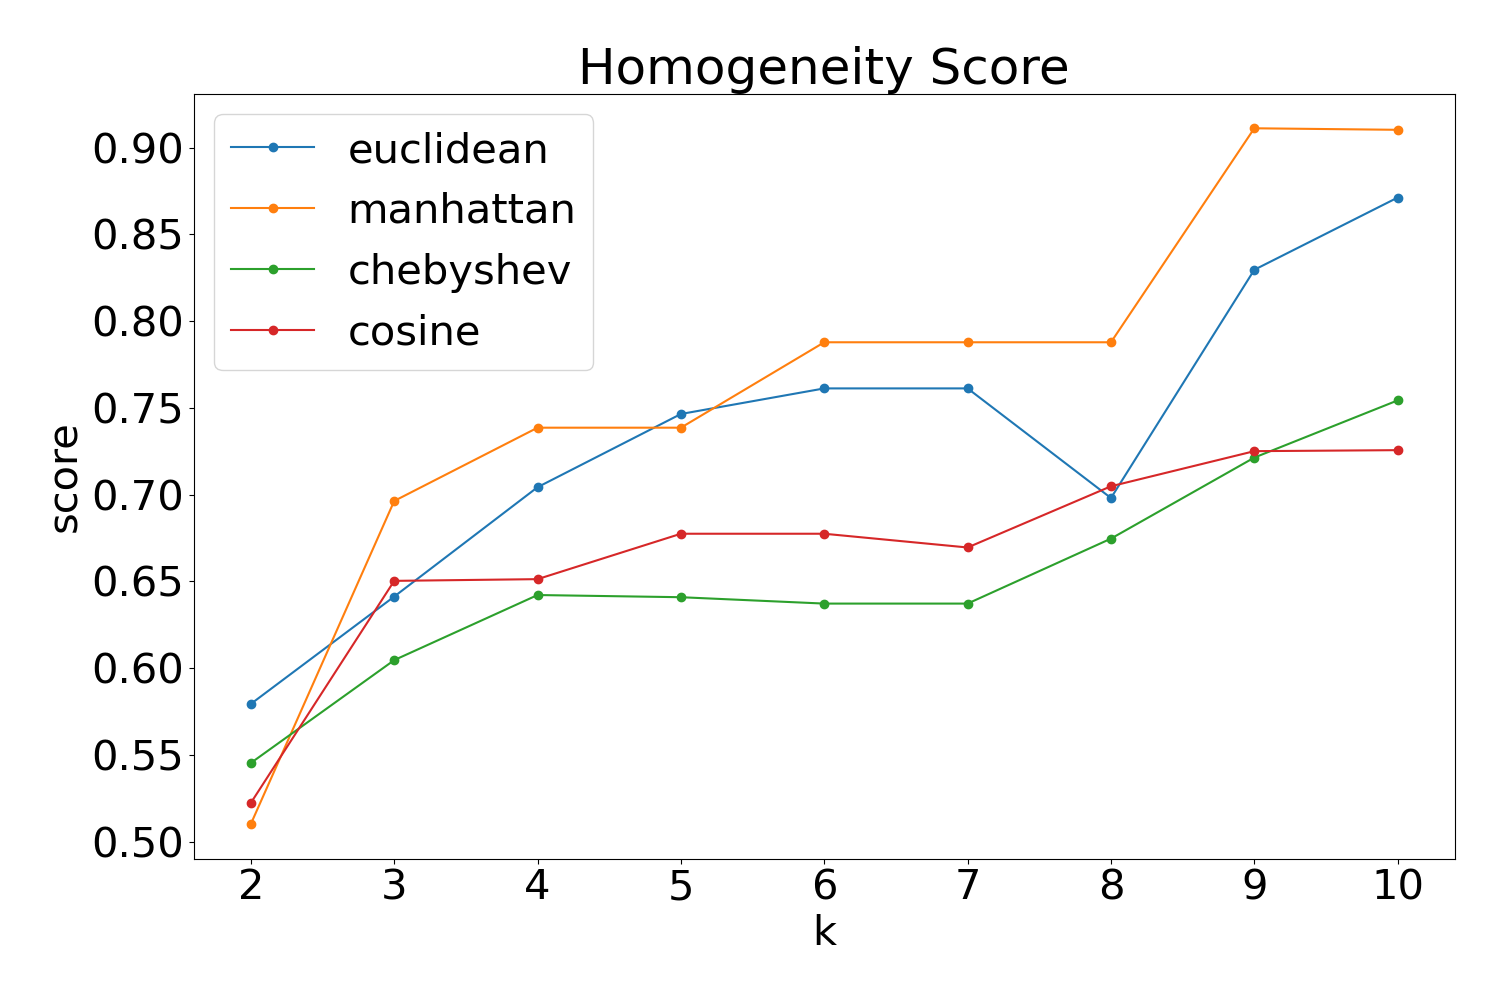 Homogeneity Score
euclidean
manhattan
chebyshev
cosine
score
0.90
0.85
0.80
0.75
0.70
0.65
0.60
0.55
0.50
2 3 4 5 6 7 8 9 10
k